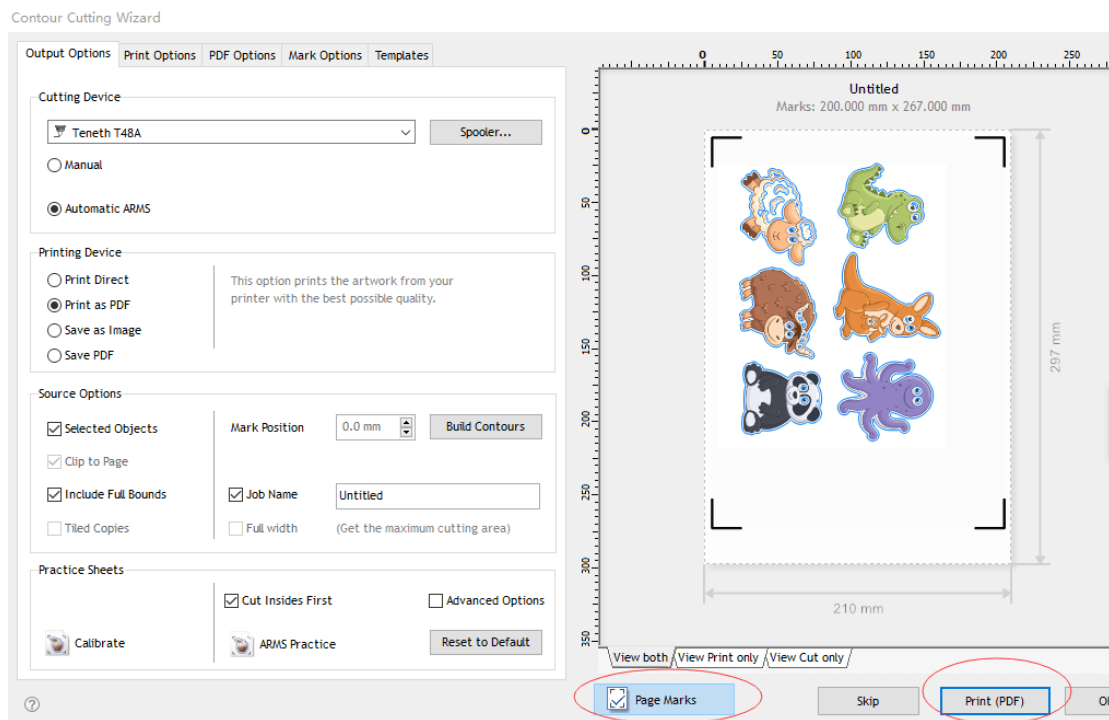 Contour Cutting Wizard
Output Options Print Options PDF Options Mark Options Templates
Cutting Device
Teneth T48A
Spooler...
Manual
Automatic ARMS
Printing Device
Print Direct
Print as PDF
Save as Image
Save PDF
This option prints the artwork from your
printer with the best possible quality.
Source Options
Selected Objects
Mark Position
0.0 mm
Build Contours
Clip to Page
Include Full Bounds
Job Name
Untitled
Tiled Copies
Full width
(Get the maximum cutting area)
Practice Sheets
Cut Insides First
Advanced Options
Calibrate
ARMS Practice
Reset to Default
?
0 50 100 150 200 250
0
50
100
150
200
250
300
350
Untitled
Marks: 200.000 mm x 267.000 mm
297 mm
210 mm
View both View Print only View Cut only
Page Marks
Skip
Print (PDF)